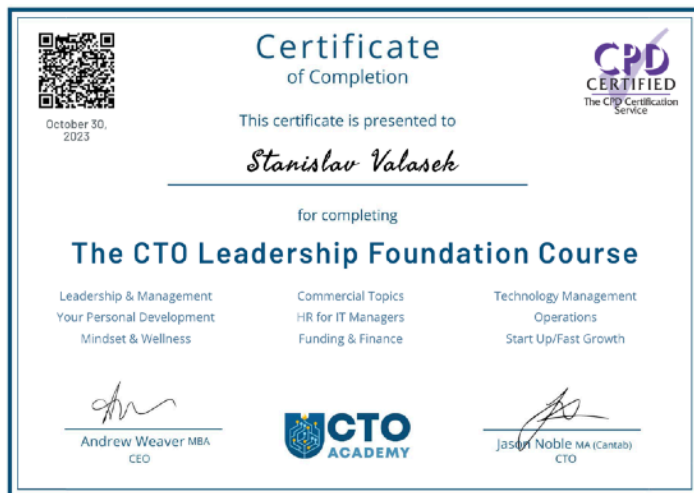 Certificate
of Completion
October 30,
2023
CPD
CERTIFIED
The CPD Certification
Service
This certificate is presented to
Stanislav Valasek
for completing
The CTO Leadership Foundation Course
Leadership & Management
Your Personal Development
Mindset & Wellness
Commercial Topics
HR for IT Managers
Funding & Finance
Technology Management
Operations
Start Up/Fast Growth
Andrew Weaver MBA
CEO
CTO
ACADEMY
Jason Noble MA (Cantab)
CTO